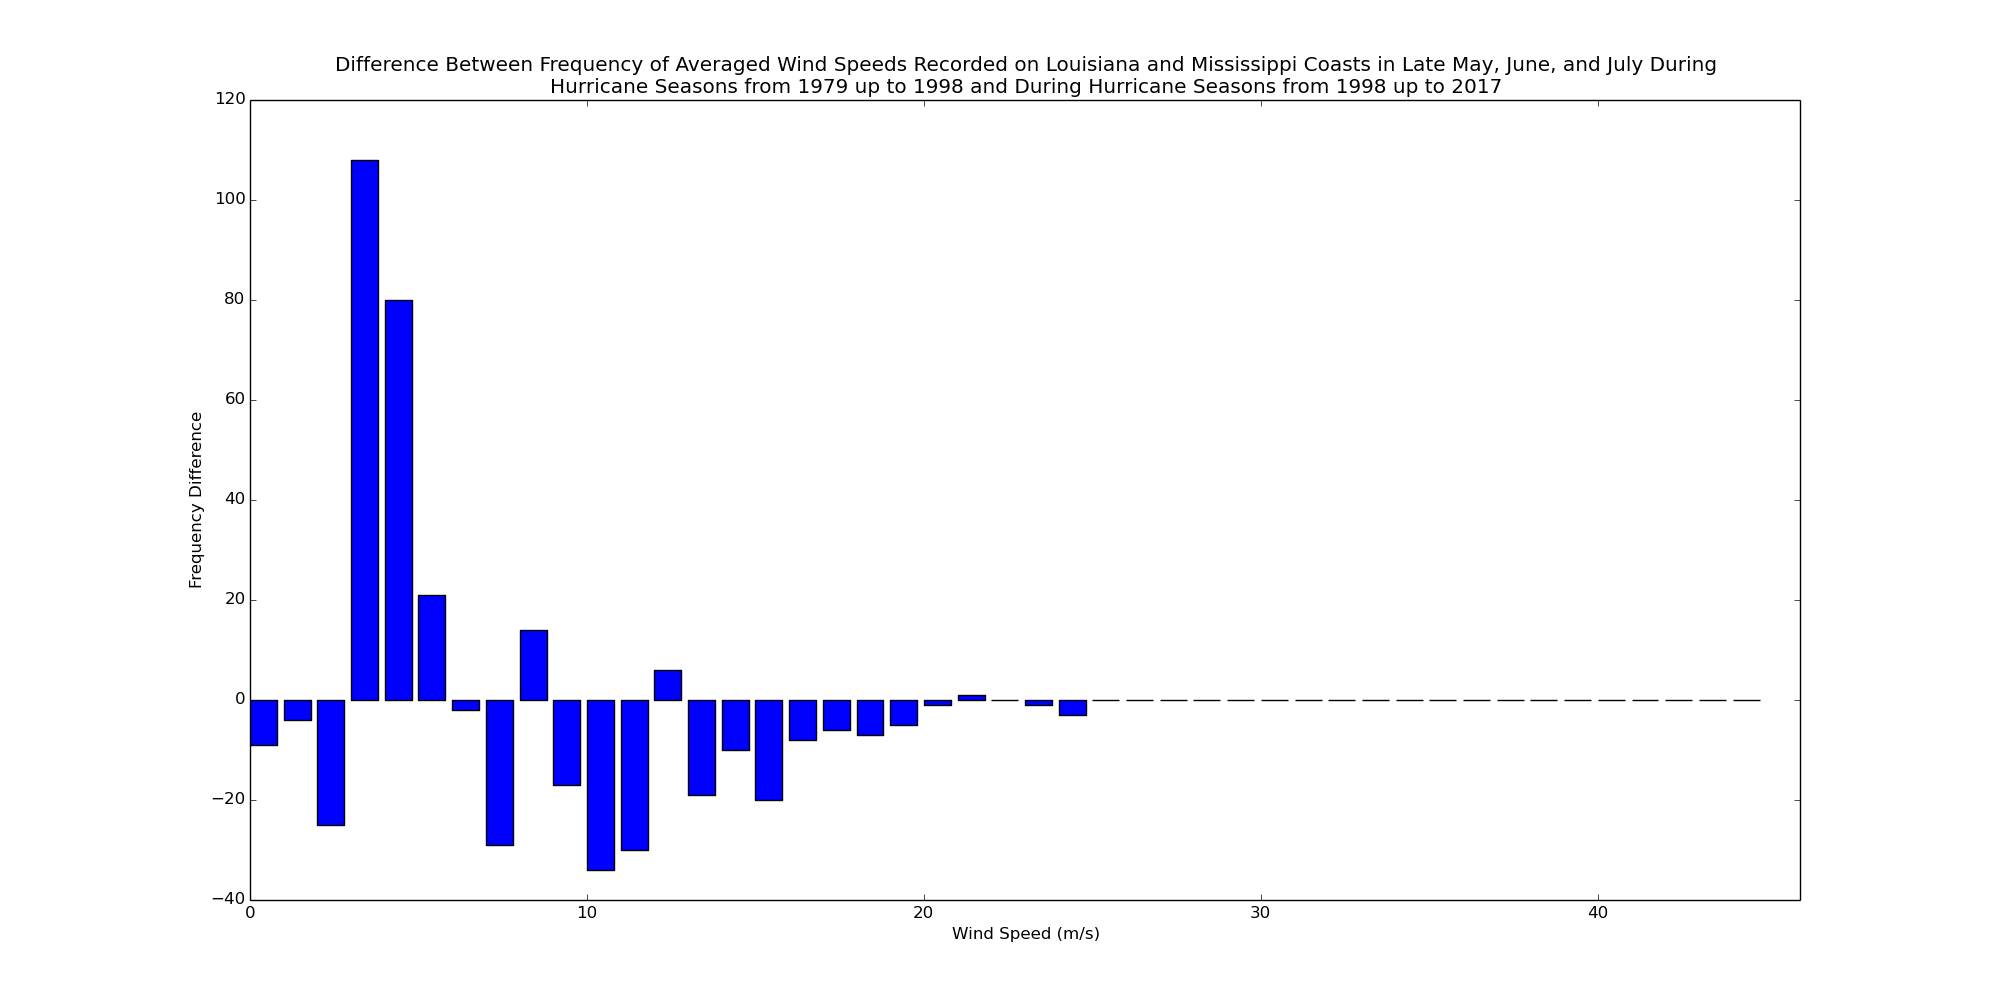 Difference Between Frequency of Averaged Wind Speeds Recorded on Louisiana and Mississippi Coasts in Late May, June, and July During
Hurricane Seasons from 1979 up to 1998 and During Hurricane Seasons from 1998 up to 2017
120
100
80
60
40
20
0
−20
−40
Frequency Difference
0 10 20 30 40
Wind Speed (m/s)